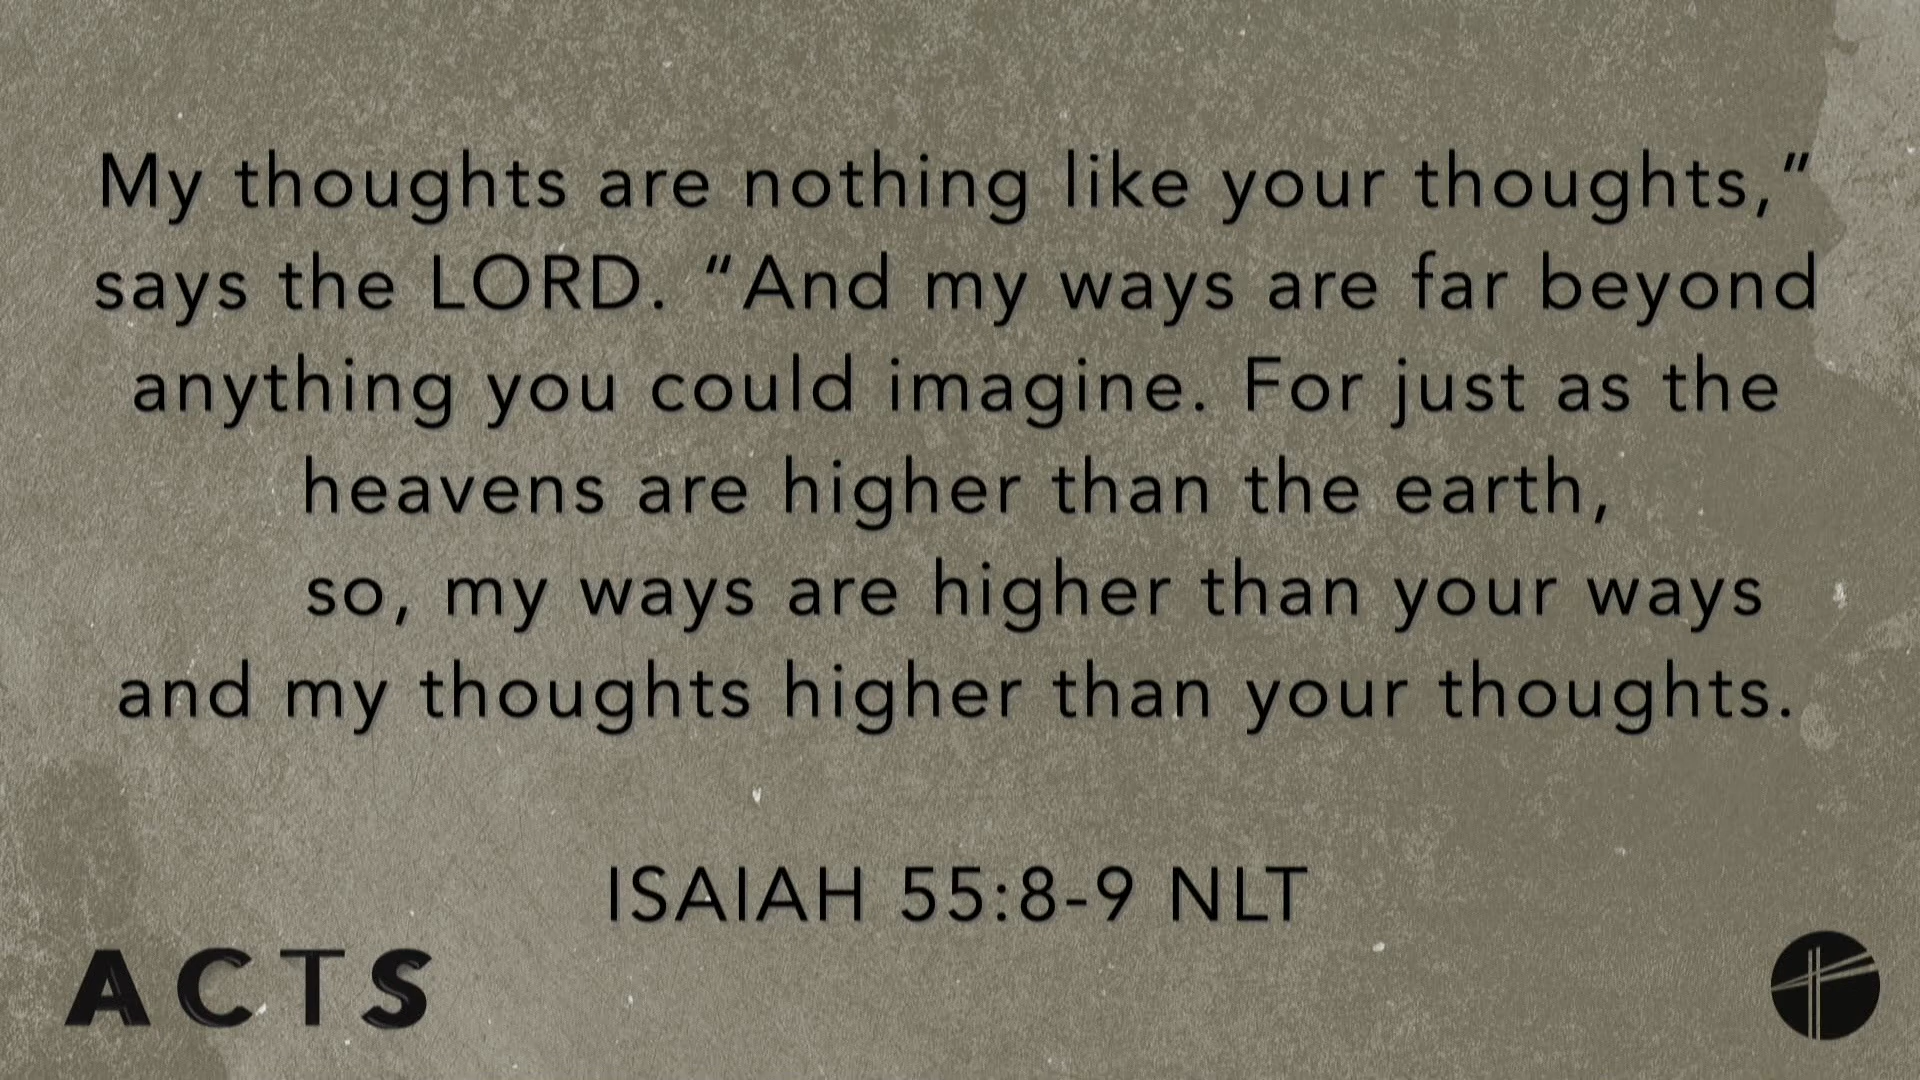 My thoughts are nothing like your thoughts,”
says the LORD. “And my ways are far beyond
anything you could imagine. For just as the
heavens are higher than the earth,
so, my ways are higher than your ways
and my thoughts higher than your thoughts.
ISAIAH 55:8-9 NLT
ACTS